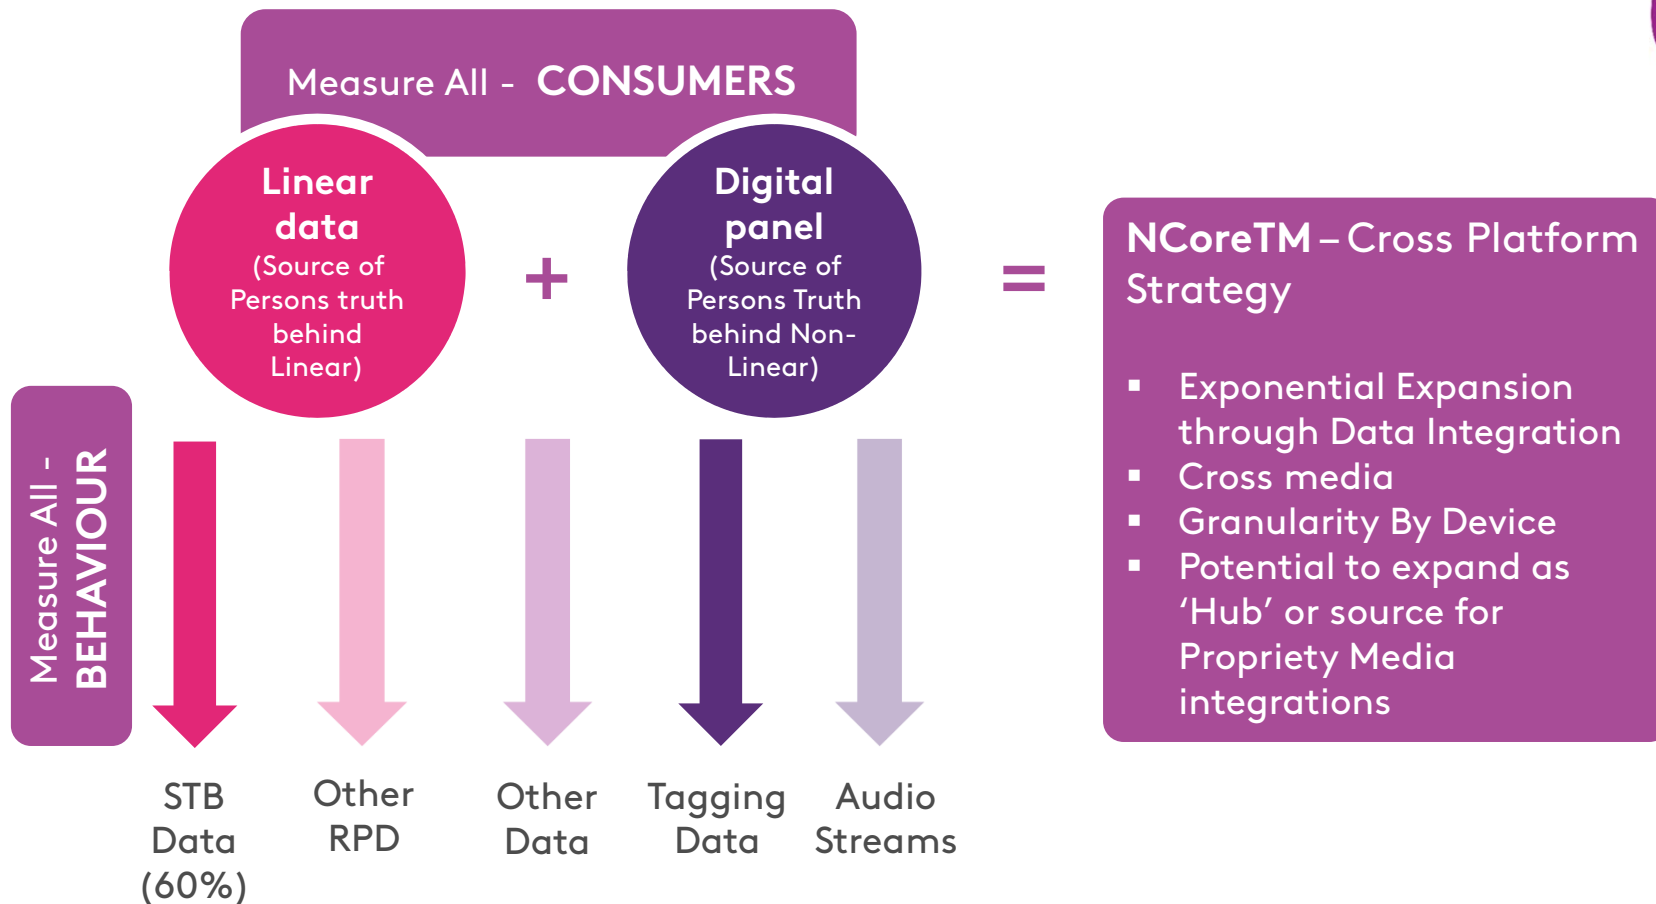 Measure All - CONSUMERS
Linear
data
(Source of
Persons truth
behind
Linear)
+
Digital
panel
(Source of
Persons Truth
behind Non-
Linear)
=
NCoreTM – Cross Platform
Strategy
▪ Exponential Expansion
through Data Integration
▪ Cross media
▪ Granularity By Device
▪ Potential to expand as
‘Hub’ or source for
Propriety Media
integrations
Measure All -
BEHAVIOUR
STB
Data
(60%)
Other
RPD
Other
Data
Tagging
Data
Audio
Streams